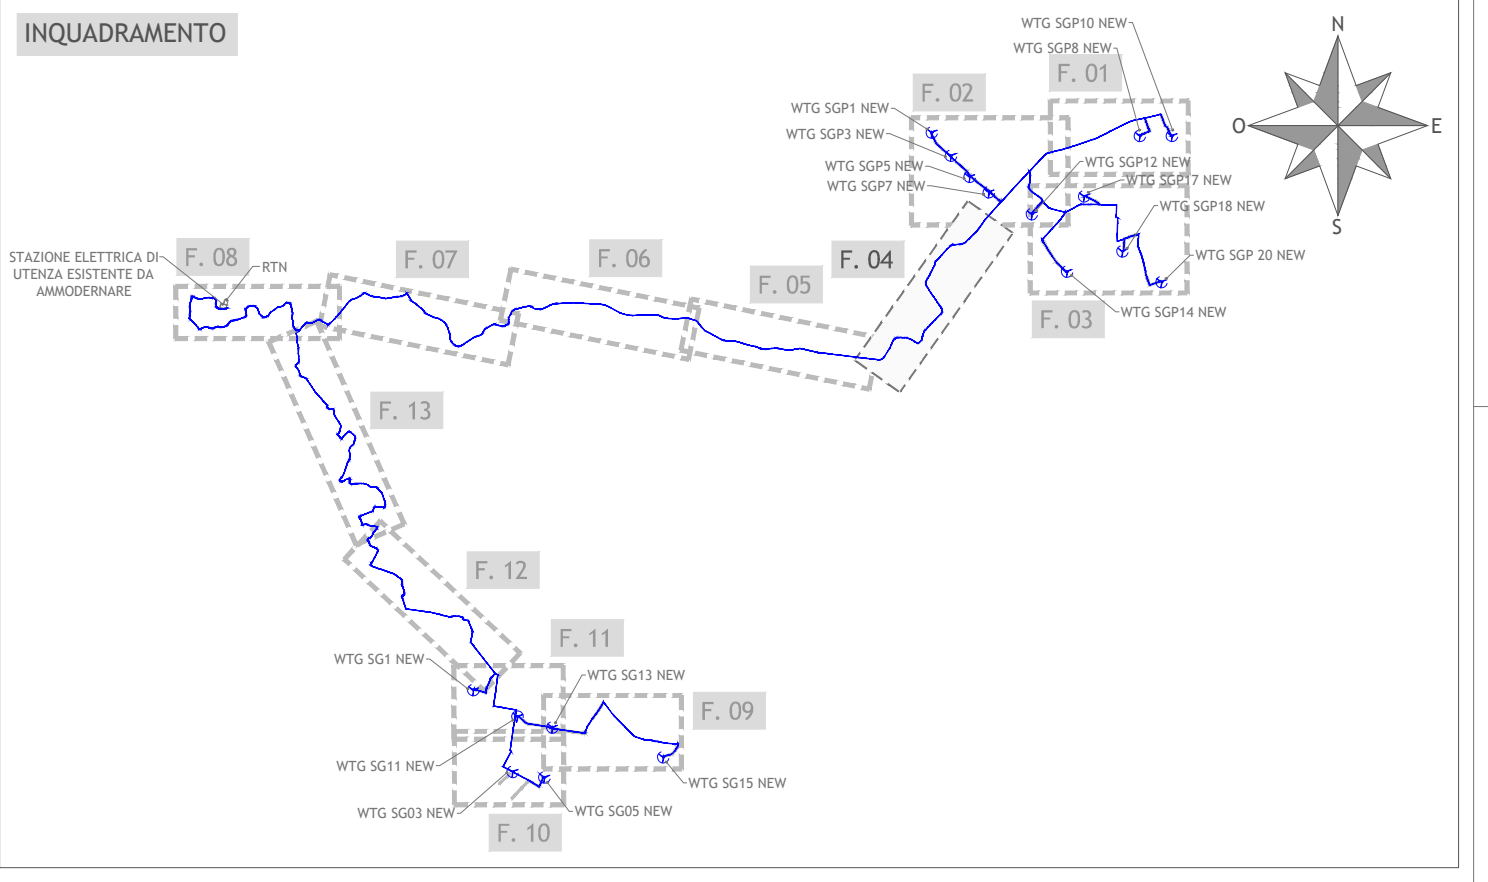 INQUADRAMENTO
WTG SGP10 NEW
WTG SGP8 NEW
N
F. 01
F. 02
WTG SGP1 NEW
WTG SGP3 NEW
O
E
WTG SGP5 NEW
WTG SGP12 NEW
WTG SGP7 NEW
WTG SGP17 NEW
WTG SGP18 NEW
S
STAZIONE ELETTRICA DI
UTENZA ESISTENTE DA
AMMODERNARE
F. 08
RTN
F. 07
F. 06
F. 05
F. 04
WTG SGP 20 NEW
WTG SGP14 NEW
F. 03
F. 13
F. 12
F. 11
WTG SG1 NEW
WTG SG13 NEW
F. 09
WTG SG11 NEW
WTG SG15 NEW
WTG SG03 NEW
WTG SG05 NEW
F. 10